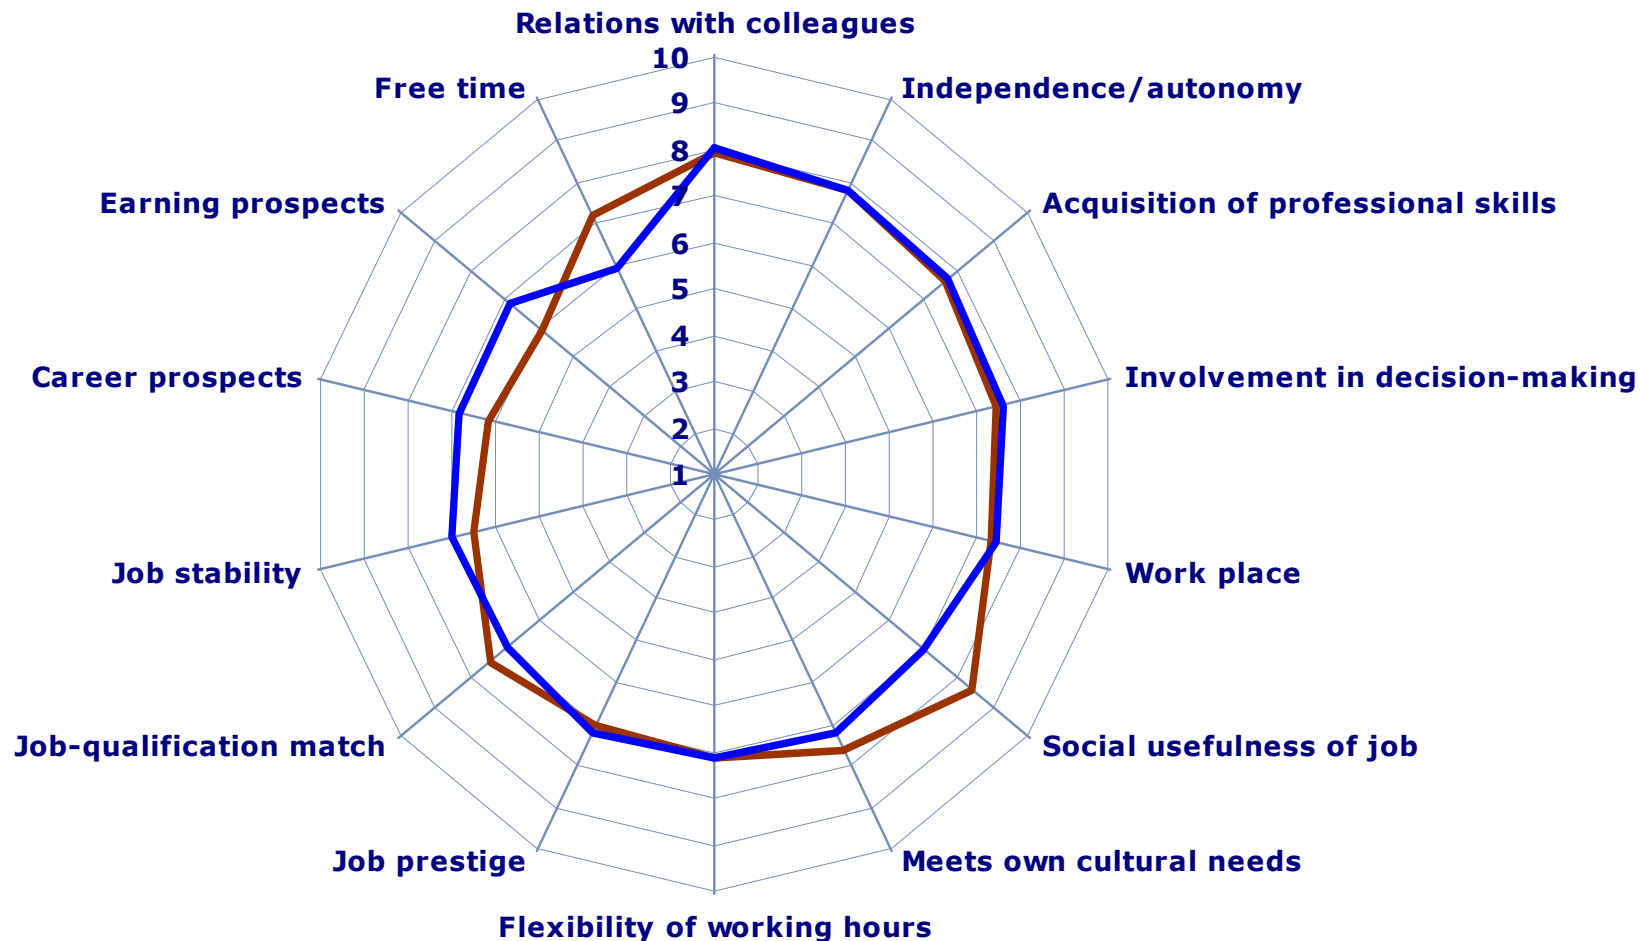 Relations with colleagues
10
Free time
Independence/autonomy
9
8
7
Earning prospects
Acquisition of professional skills
6
5
4
Career prospects
Involvement in decision-making
3
2
1
Job stability
Work place
Job-qualification match
Social usefulness of job
Job prestige
Meets own cultural needs
Flexibility of working hours